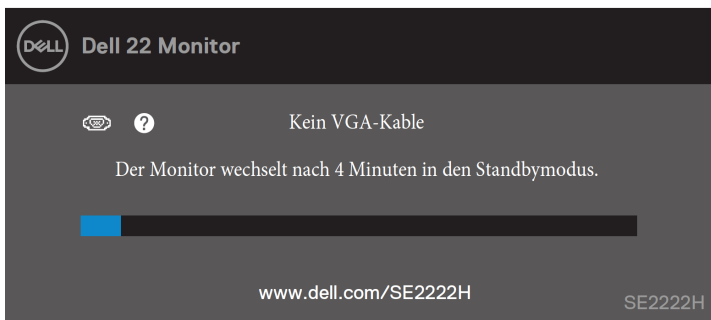 DELL Dell 22 Monitor
Kein VGA-Kable
Der Monitor wechselt nach 4 Minuten in den Standbymodus.
www.dell.com/SE2222H
SE2222H